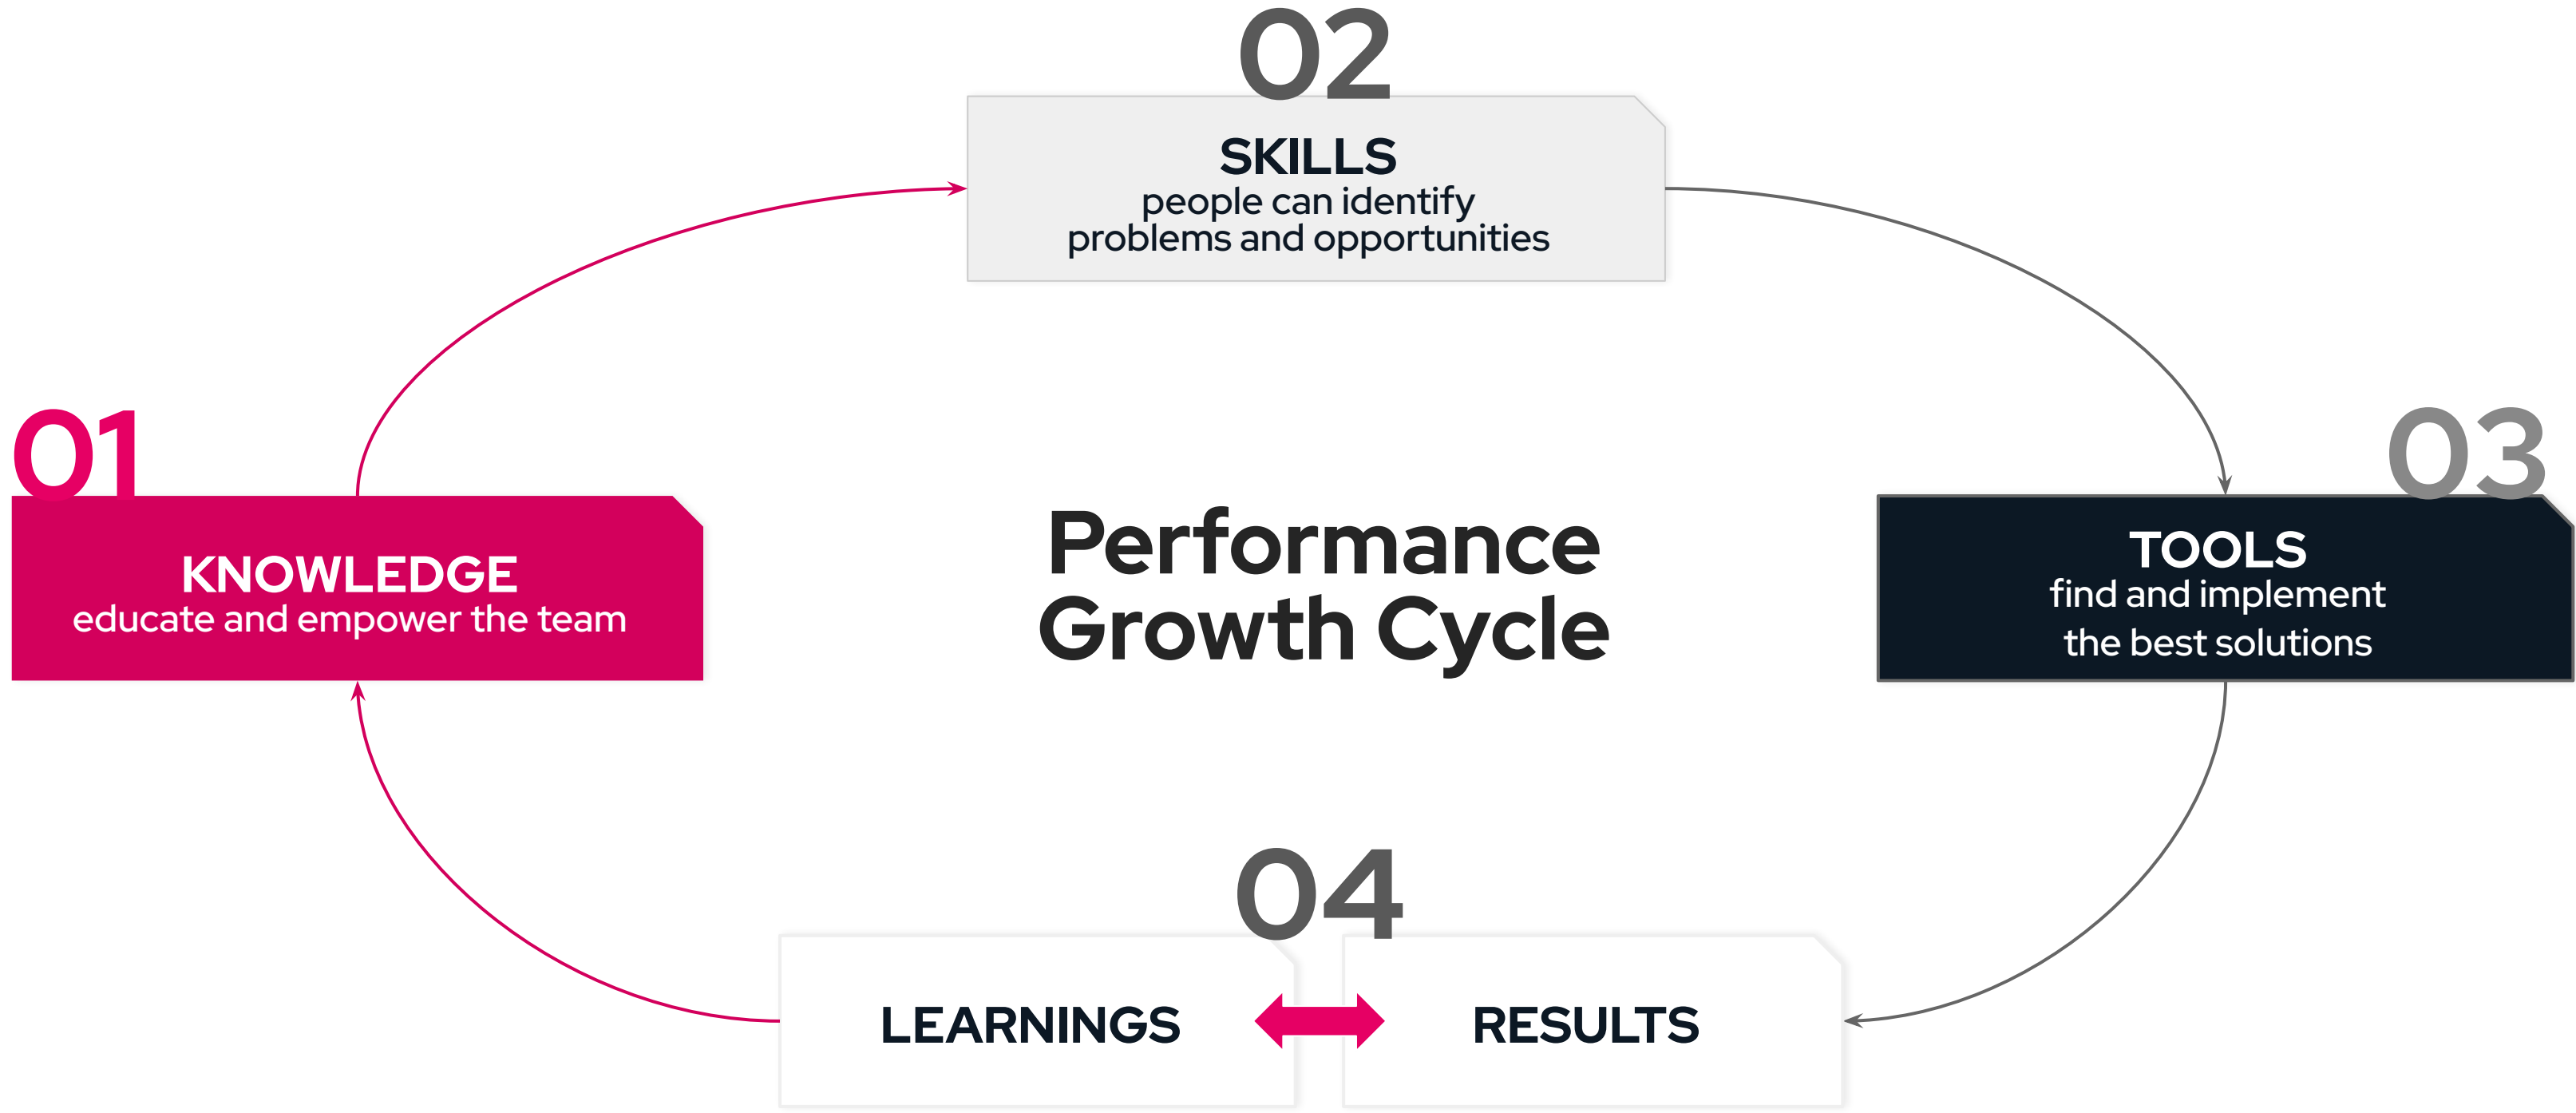 02
SKILLS
people can identify
problems and opportunities
01
KNOWLEDGE
educate and empower the team
Performance
Growth Cycle
03
TOOLS
find and implement
the best solutions
04
LEARNINGS
RESULTS